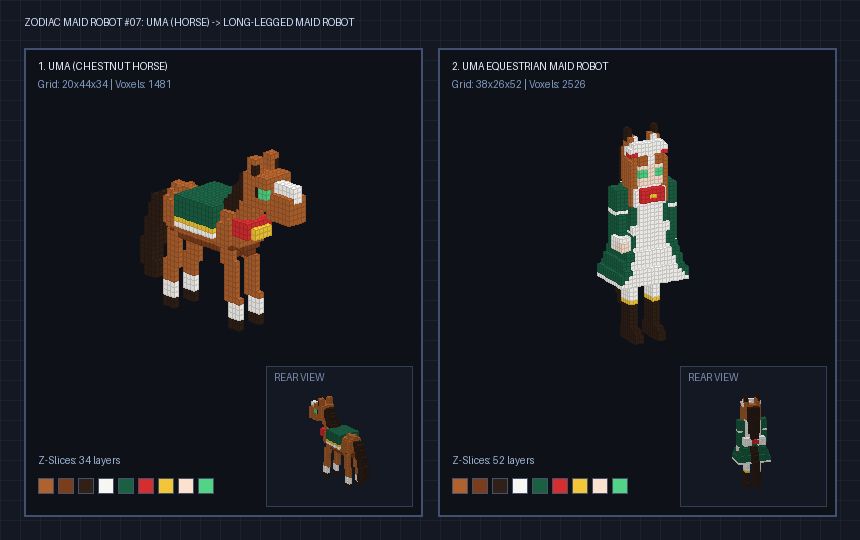 ZODIAC MAID ROBOT #07: UMA (HORSE) -> LONG-LEGGED MAID ROBOT
1. UMA (CHESTNUT HORSE)
Grid: 20x44x34 | Voxels: 1481
REAR VIEW
Z-Slices: 34 layers
2. UMA EQUESTRIAN MAID ROBOT
Grid: 38x26x52 | Voxels: 2526
REAR VIEW
Z-Slices: 52 layers